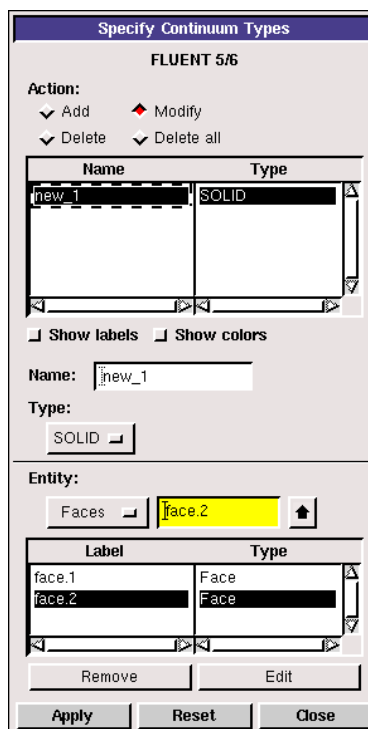 Specify Continuum Types
FLUENT 5/6
Action:
Add Modify
Delete Delete all
Name Type
new_1 SOLID
Show labels Show colors
Name: new_1
Type:
SOLID
Entity:
Faces face.2
Label Type
face.1 Face
face.2 Face
Remove Edit
Apply Reset Close